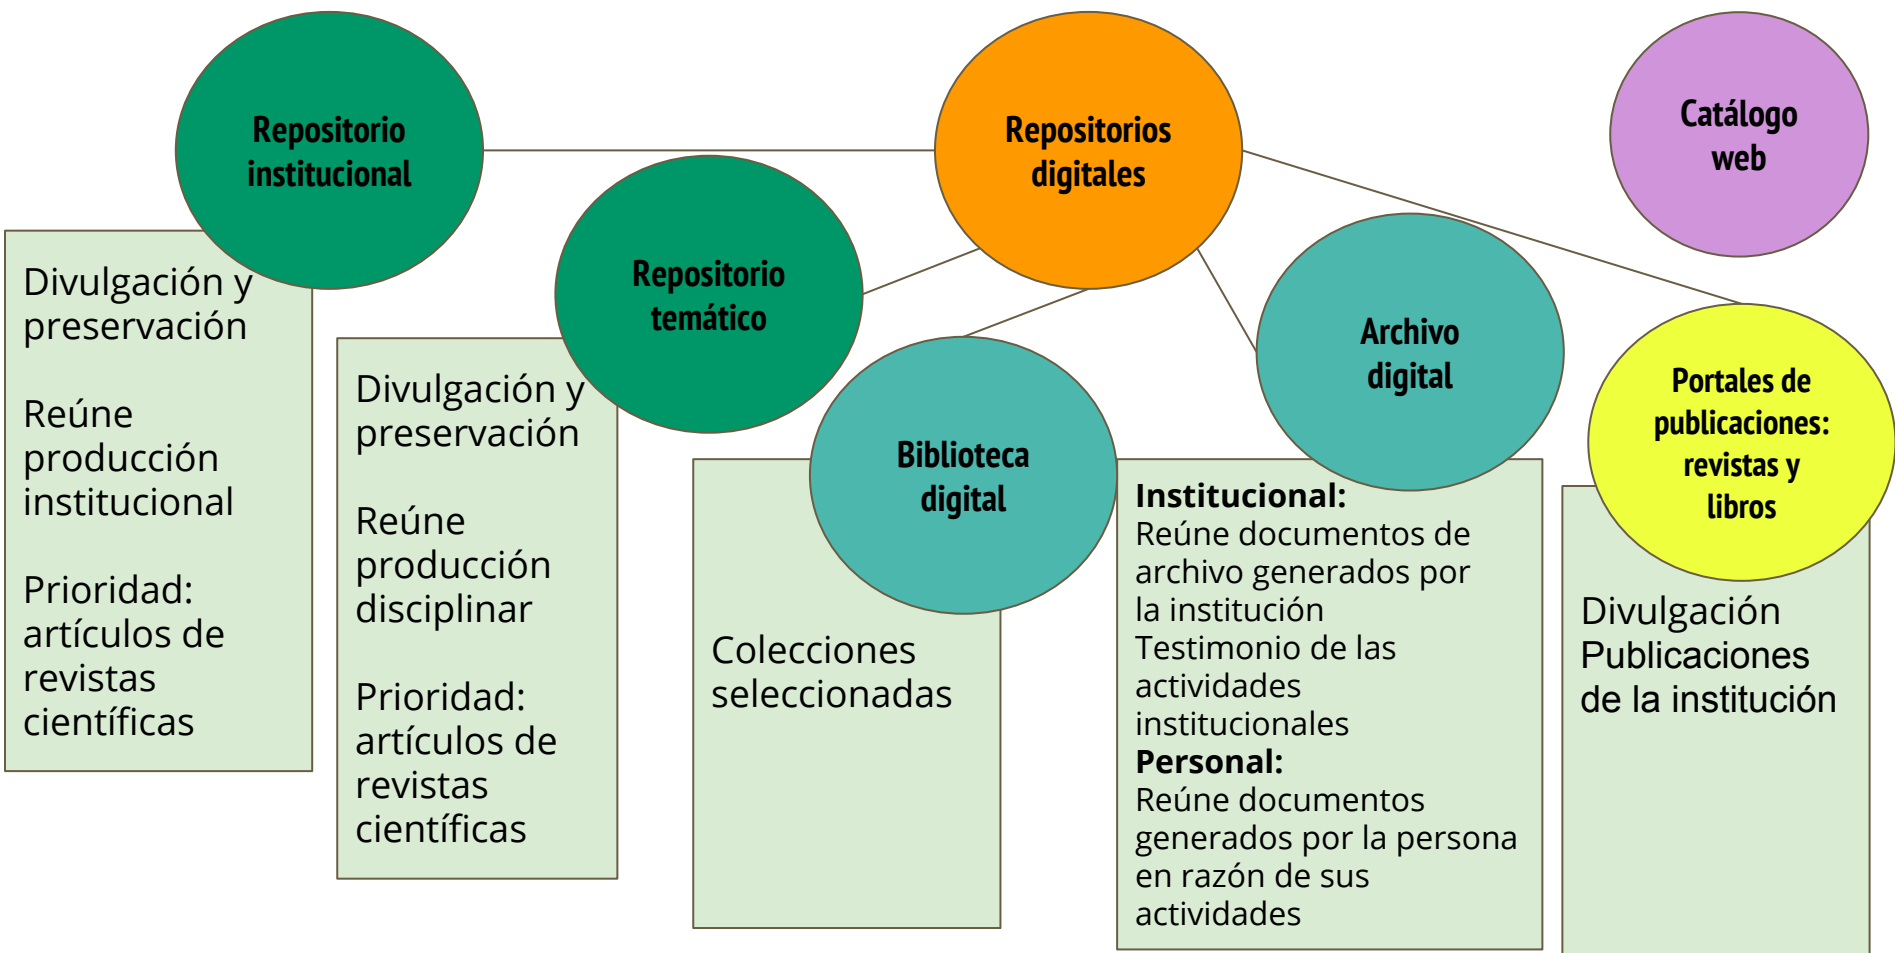 Repositorio
institucional
Repositorios
digitales
Catálogo
web
Repositorio
temático
Archivo
digital
Biblioteca
digital
Portales de
publicaciones:
revistas y
libros
Divulgación y
preservación
Reúne
producción
institucional
Prioridad:
artículos de
revistas
científicas
Divulgación y
preservación
Reúne
producción
disciplinar
Prioridad:
artículos de
revistas
científicas
Colecciones
seleccionadas
Institucional:
Reúne documentos de
archivo generados por
la institución
Testimonio de las
actividades
institucionales
Personal:
Reúne documentos
generados por la persona
en razón de sus
actividades
Divulgación
Publicaciones
de la institución